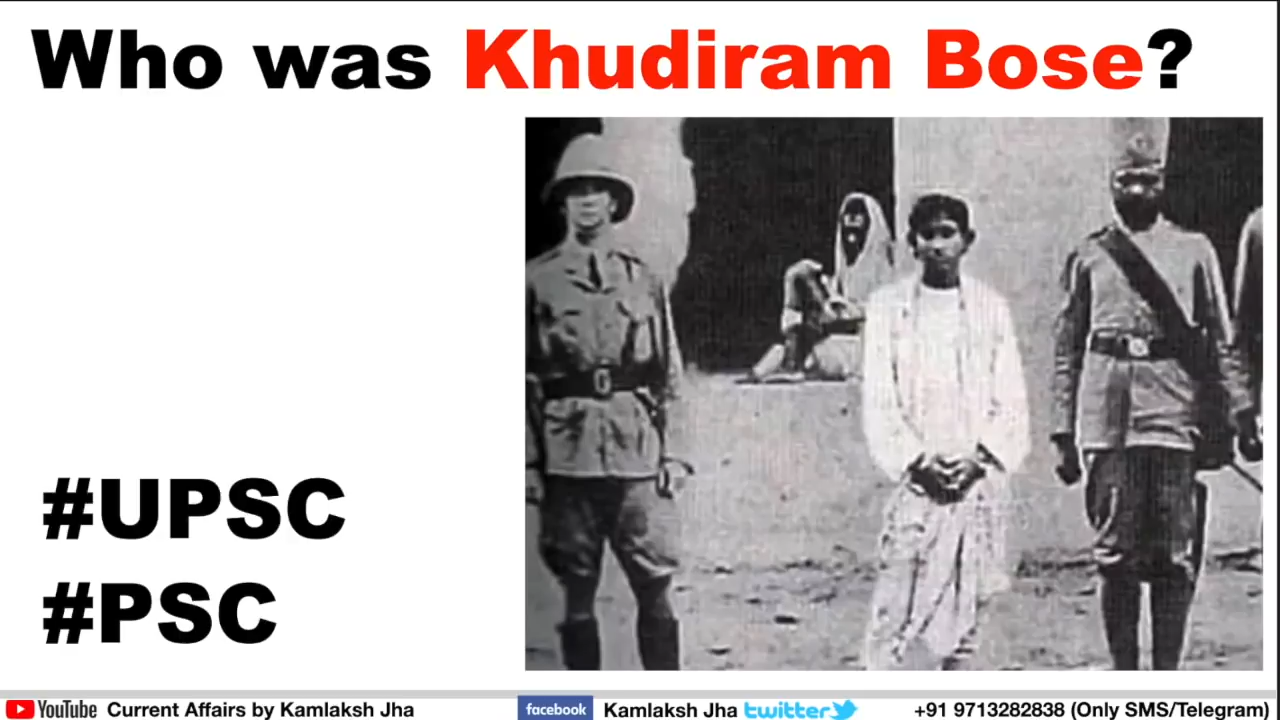 Who was Khudiram Bose?
#UPSC
#PSC
YouTube Current Affairs by Kamlaksh Jha facebook Kamlaksh Jha twitter +91 9713282838 (Only SMS/Telegram)